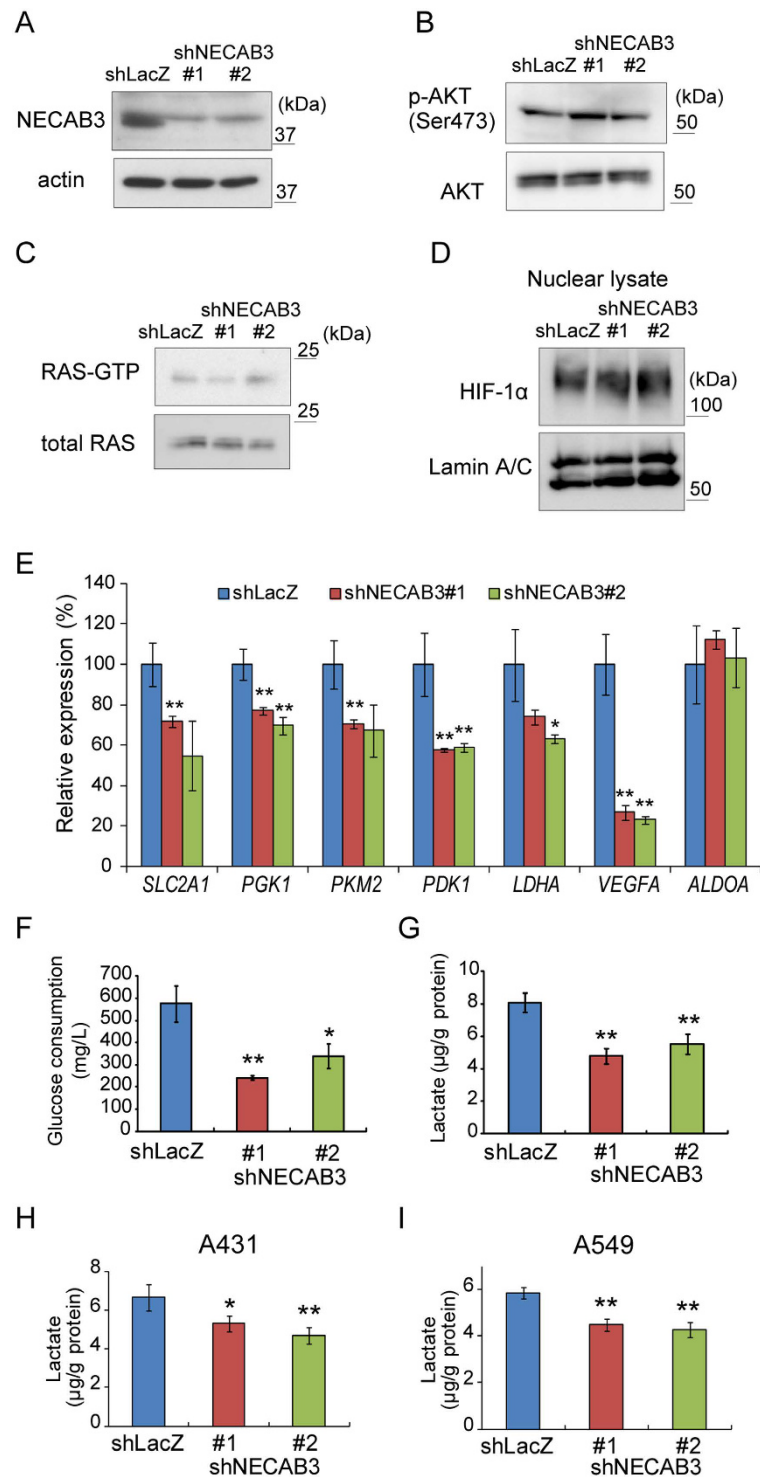 A
shNECAB3
shLacZ #1 #2
(kDa)
NECAB3
37
actin
37
B
shNECAB3
shLacZ #1 #2
p-AKT
(Ser473)
(kDa)
50
AKT
50
C
shNECAB3
shLacZ #1 #2
(kDa)
25
RAS-GTP
25
total RAS
D
Nuclear lysate
shNECAB3
shLacZ #1 #2
(kDa)
HIF-1α
100
Lamin A/C
50
E
Relative expression (%)
140
120
100
80
60
40
20
0
shLacZ shNECAB3#1 shNECAB3#2
** ** ** ** ** ** * ** **
SLC2A1 PGK1 PKM2 PDK1 LDHA VEGFA ALDOA
F
Glucose consumption
(mg/L)
700
600
500
400
300
200
100
0
** *
shLacZ #1 #2
shNECAB3
G
Lactate (µg/g protein)
10
8
6
4
2
0
** **
shLacZ #1 #2
shNECAB3
H
A431
Lactate
(µg/g protein)
8
6
4
2
0
* **
shLacZ #1 #2
shNECAB3
I
A549
Lactate
(µg/g protein)
6
4
2
0
** **
shLacZ #1 #2
shNECAB3